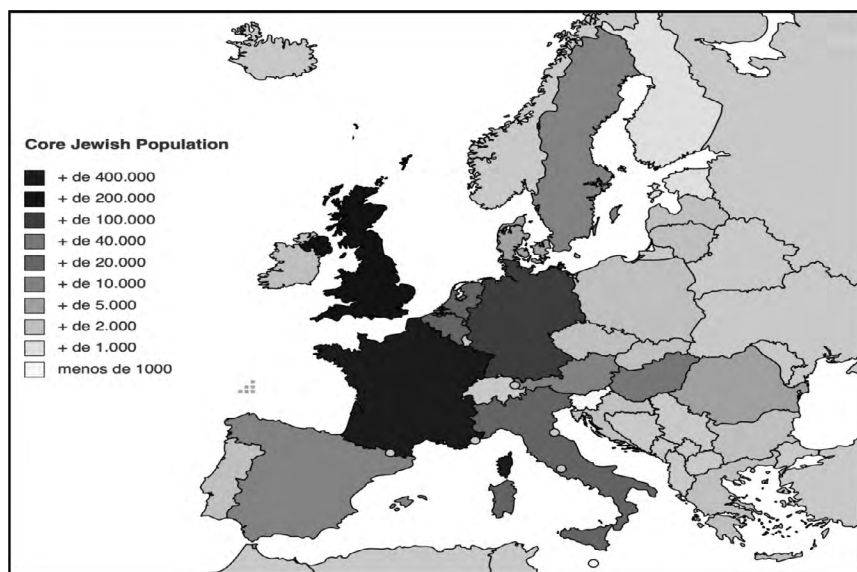 Core Jewish Population
+ de 400.000
+ de 200.000
+ de 100.000
+ de 40.000
+ de 20.000
+ de 10.000
+ de 5.000
+ de 2.000
+ de 1.000
menos de 1000